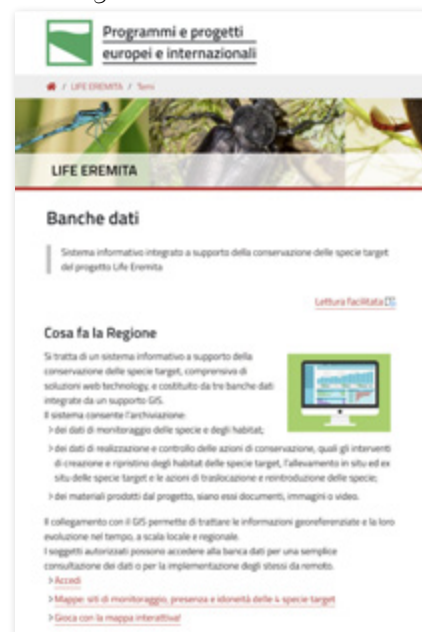 Programmi e progetti
europei e internazionali
/ LIFE EREMITA / Temi
LIFE EREMITA
Banche dati
Sistema informativo integrato a supporto della conservazione delle specie target
del progetto Life Eremita
Lettura facilitata
Cosa fa la Regione
Si tratta di un sistema informativo a supporto della
conservazione delle specie target, comprensivo di
soluzioni web technology, e costituito da tre banche dati
integrate da un supporto GIS.
Il sistema consente l'archiviazione:
> dei dati di monitoraggio delle specie e degli habitat;
> dei dati di realizzazione e controllo delle azioni di conservazione, quali gli interventi
di creazione e ripristino degli habitat delle specie target, l'allevamento in situ ed ex
situ delle specie target e le azioni di traslocazione e reintroduzione delle specie;
> dei materiali prodotti dal progetto, siano essi documenti, immagini o video.
Il collegamento con il GIS permette di trattare le informazioni georeferenziate e la loro
evoluzione nel tempo, a scala locale e regionale.
I soggetti autorizzati possono accedere alla banca dati per una semplice
consultazione dei dati o per la implementazione degli stessi da remoto.
> Accedi
> Mappe: siti di monitoraggio, presenza e idoneità delle 4 specie target
> Gioca con la mappa interattiva!